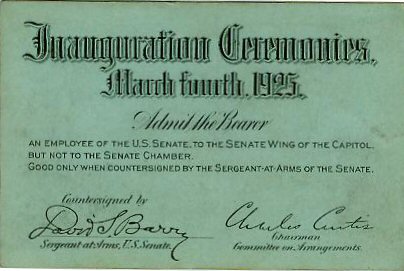 Inauguration Ceremonies,
March fourth, 1925.
Admit the Bearer
AN EMPLOYEE OF THE U.S. SENATE, TO THE SENATE WING OF THE CAPITOL,
BUT NOT TO THE SENATE CHAMBER.
GOOD ONLY WHEN COUNTERSIGNED BY THE SERGEANT-AT-ARMS OF THE SENATE.
Countersigned by
David S. Barry
Sergeant at Arms, U.S. Senate.
Charles Curtis
Chairman
Committee on Arrangements.